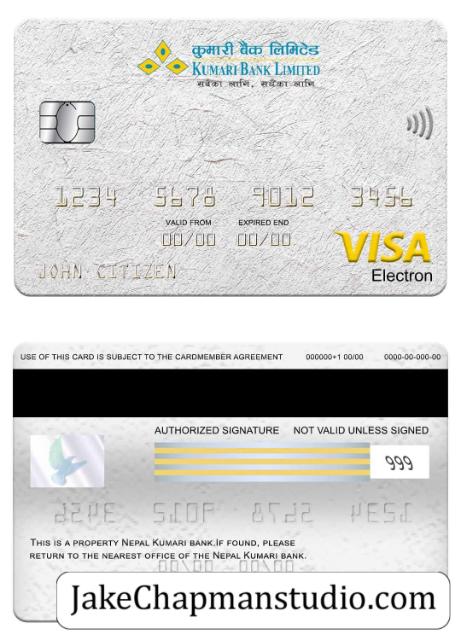 कुमारी बैंक लिमिटेड
KUMARI BANK LIMITED
सबैका लागि, सधैंका लागि
1234 5678 9012 3456
VALID FROM EXPIRED END
00/00 00/00
VISA
JOHN CITIZEN
Electron
USE OF THIS CARD IS SUBJECT TO THE CARDMEMBER AGREEMENT 000000+1 00/00 0000-00-000-00
AUTHORIZED SIGNATURE NOT VALID UNLESS SIGNED
999
THIS IS A PROPERTY NEPAL KUMARI BANK.IF FOUND, PLEASE
RETURN TO THE NEAREST OFFICE OF THE NEPAL KUMARI BANK.
JakeChapmanstudio.com